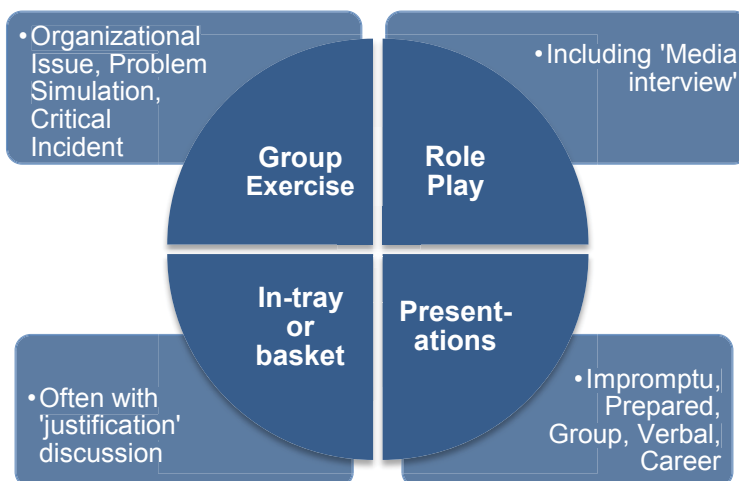 •Organizational
Issue, Problem
Simulation,
Critical
Incident
•Including 'Media
interview'
Group
Exercise
Role
Play
In-tray
or
basket
Present-
ations
•Often with
'justification'
discussion
•Impromptu,
Prepared,
Group, Verbal,
Career